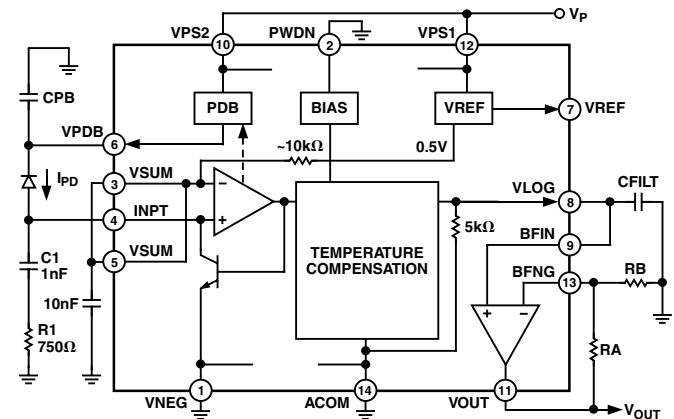 VP
VPS2
PWDN
VPS1
10
2
12
CPB
PDB
BIAS
VREF
7
VREF
VPDB
6
~10kΩ
0.5V
IPD
3
VSUM
–
VLOG
CFILT
8
4
INPT
+
5kΩ
BFIN
9
5
VSUM
C1
1nF
TEMPERATURE
COMPENSATION
BFNG
RB
13
10nF
+
–
R1
750Ω
RA
VNEG
1
ACOM
14
VOUT
11
VOUT